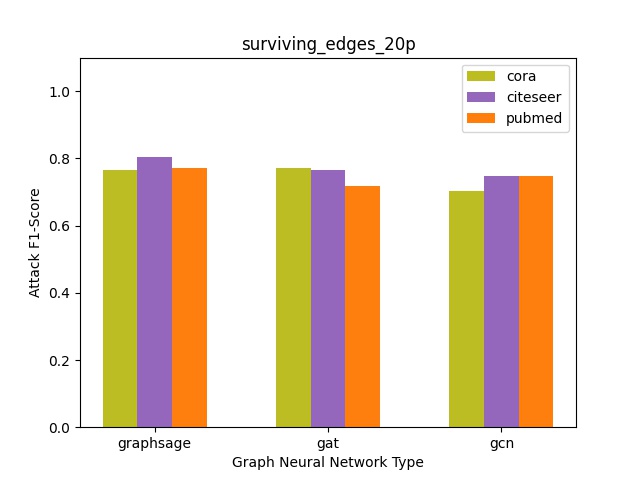 surviving_edges_20p
cora
citeseer
pubmed
1.0
0.8
0.6
0.4
0.2
0.0
Attack F1-Score
graphsage
gat
gcn
Graph Neural Network Type